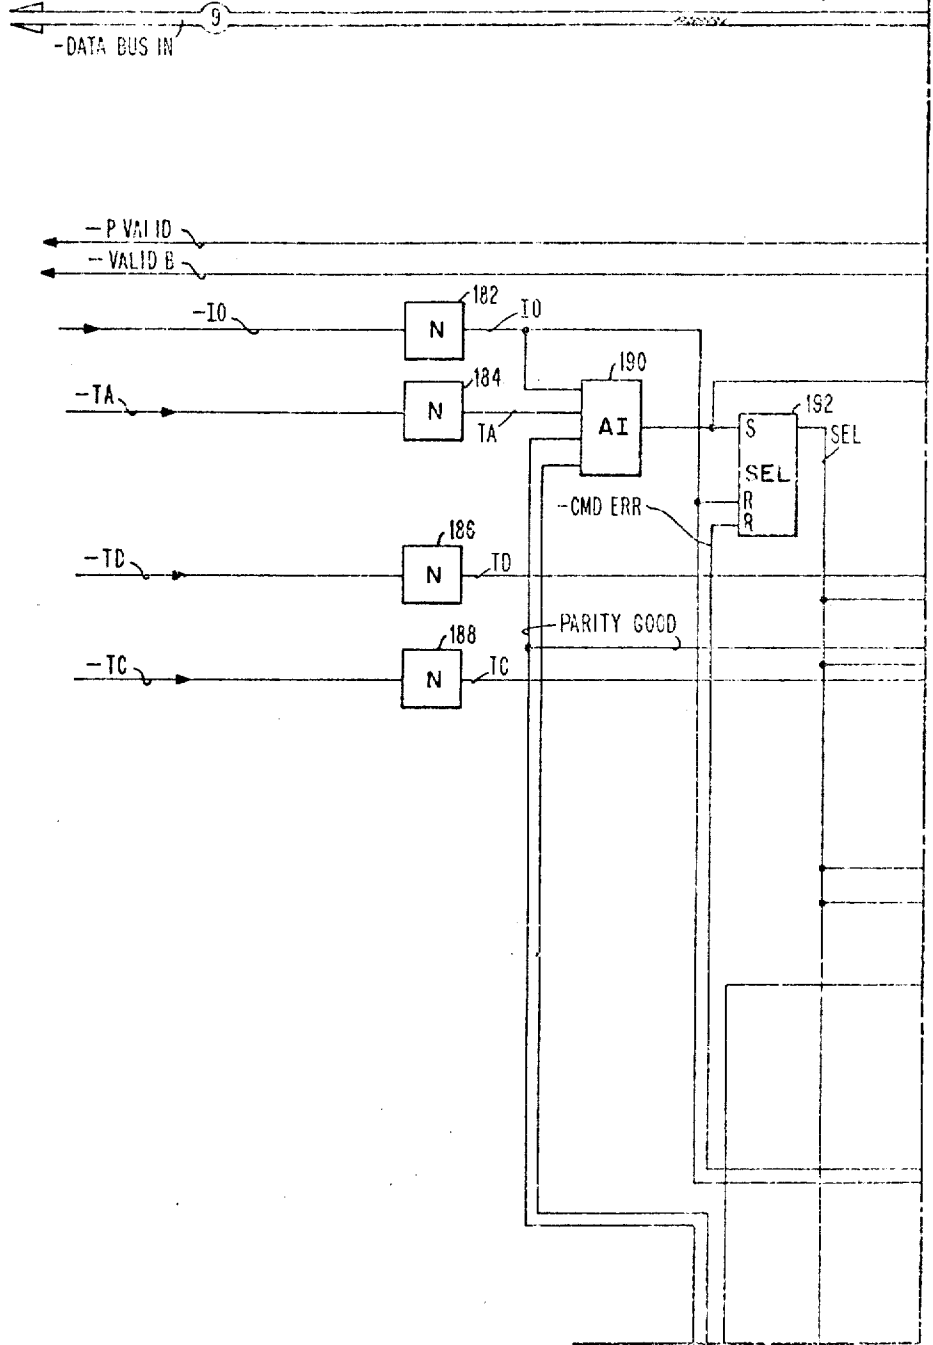 9
-DATA BUS IN
-P VALID
-VALID B
-IO
N
182
IO
-TA
N
184
TA
190
AI
192
S
SEL
SEL
R
R
-CMD ERR
-TD
N
186
TD
PARITY GOOD
-TC
N
188
TC